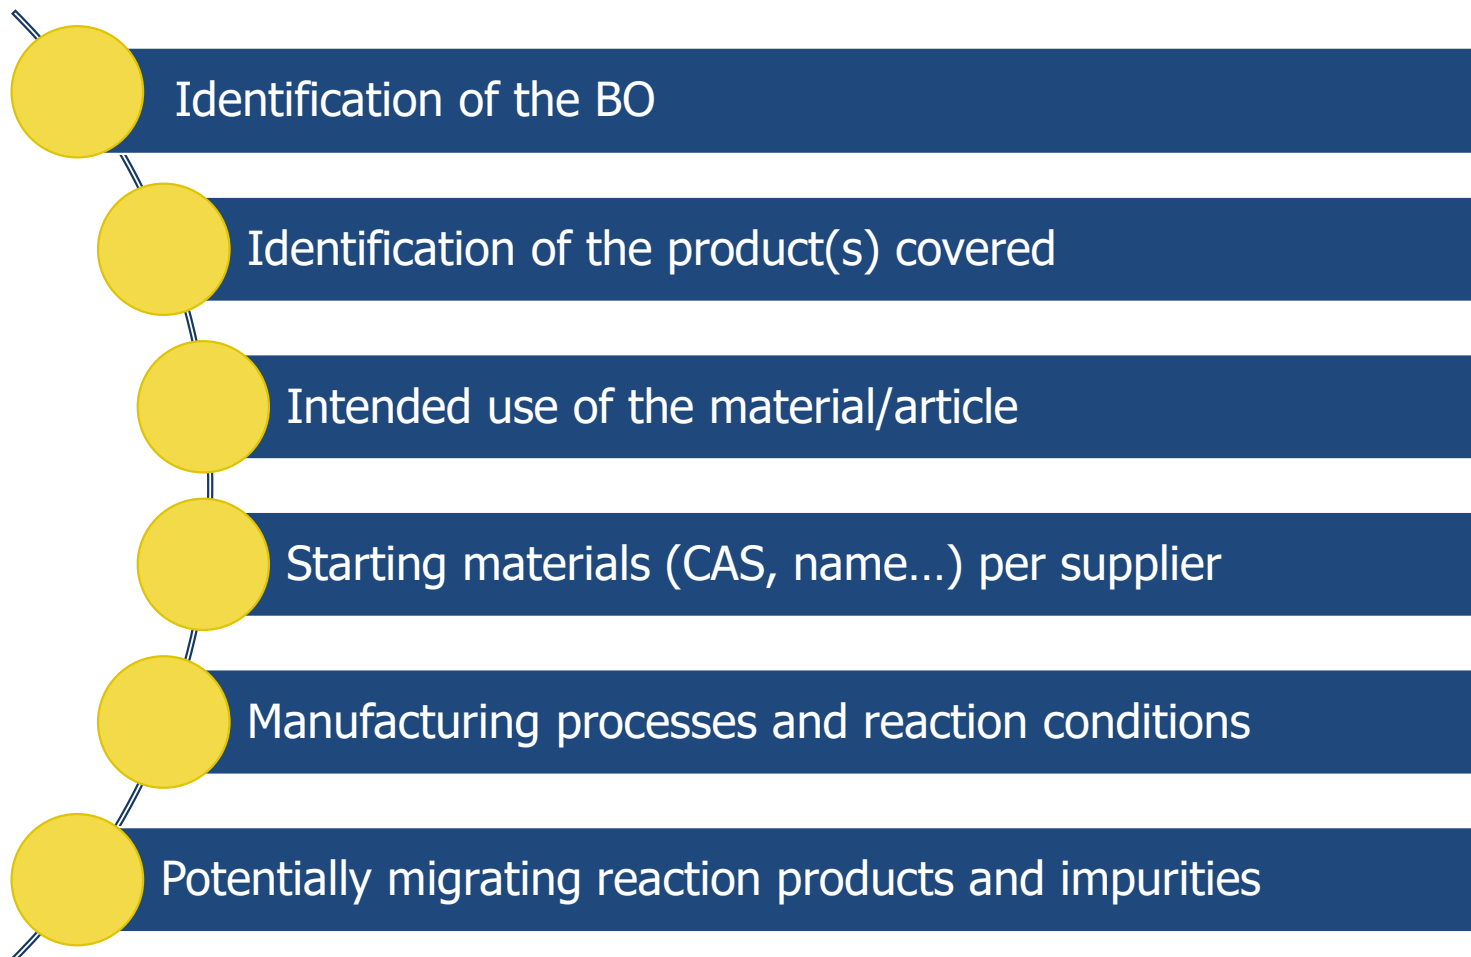 Identification of the BO
Identification of the product(s) covered
Intended use of the material/article
Starting materials (CAS, name…) per supplier
Manufacturing processes and reaction conditions
Potentially migrating reaction products and impurities